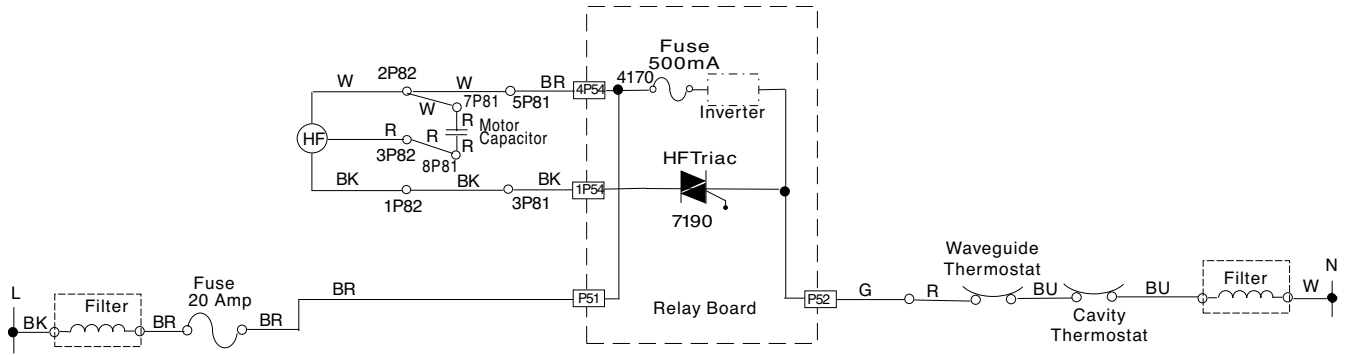 Fuse
500mA
2P82
W
W
BR
4P54
4170
7P81
5P81
W
Inverter
R
Motor
Capacitor
HF
R
R
R
3P82
8P81
HFTriac
BK
BK
BK
1P54
1P82
3P81
7190
Waveguide
Thermostat
Fuse
20 Amp
L
Filter
BR
P51
Relay Board
P52
G
R
BU
BU
Filter
N
W
BK
BR
BR
Cavity
Thermostat